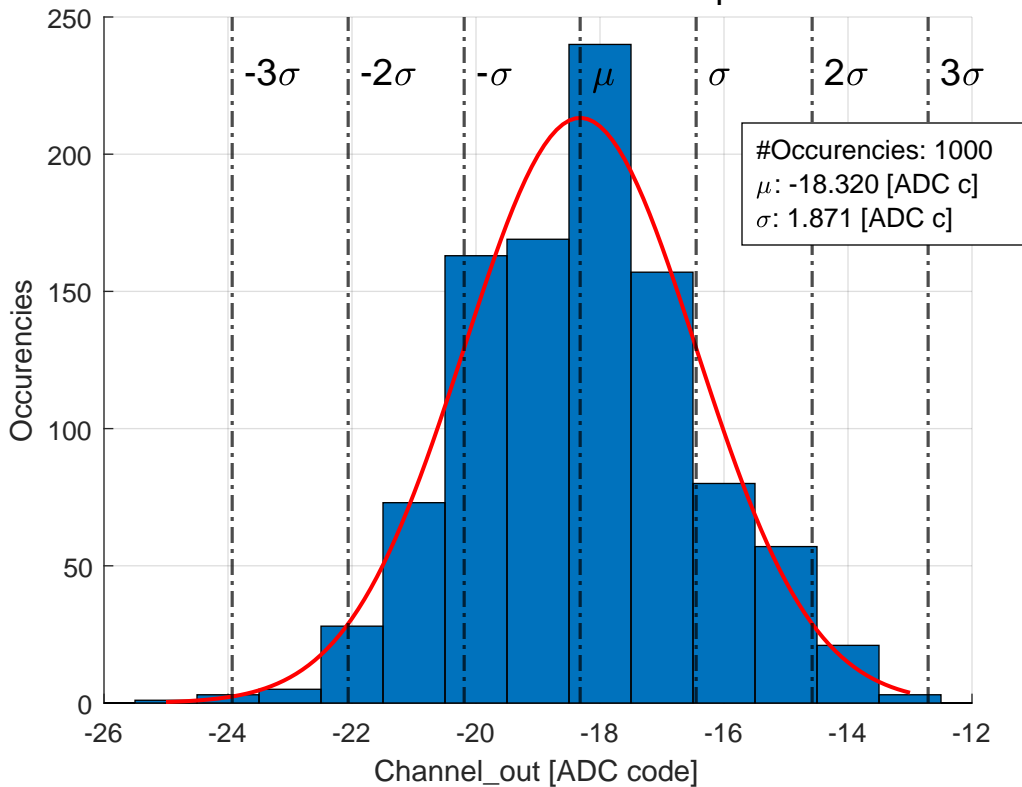 250
200
150
100
50
0
-3σ
-2σ
-σ
μ
σ
2σ
3σ
#Occurencies: 1000
μ: -18.320 [ADC c]
σ: 1.871 [ADC c]
Occurencies
-26
-24
-22
-20
-18
-16
-14
-12
Channel_out [ADC code]